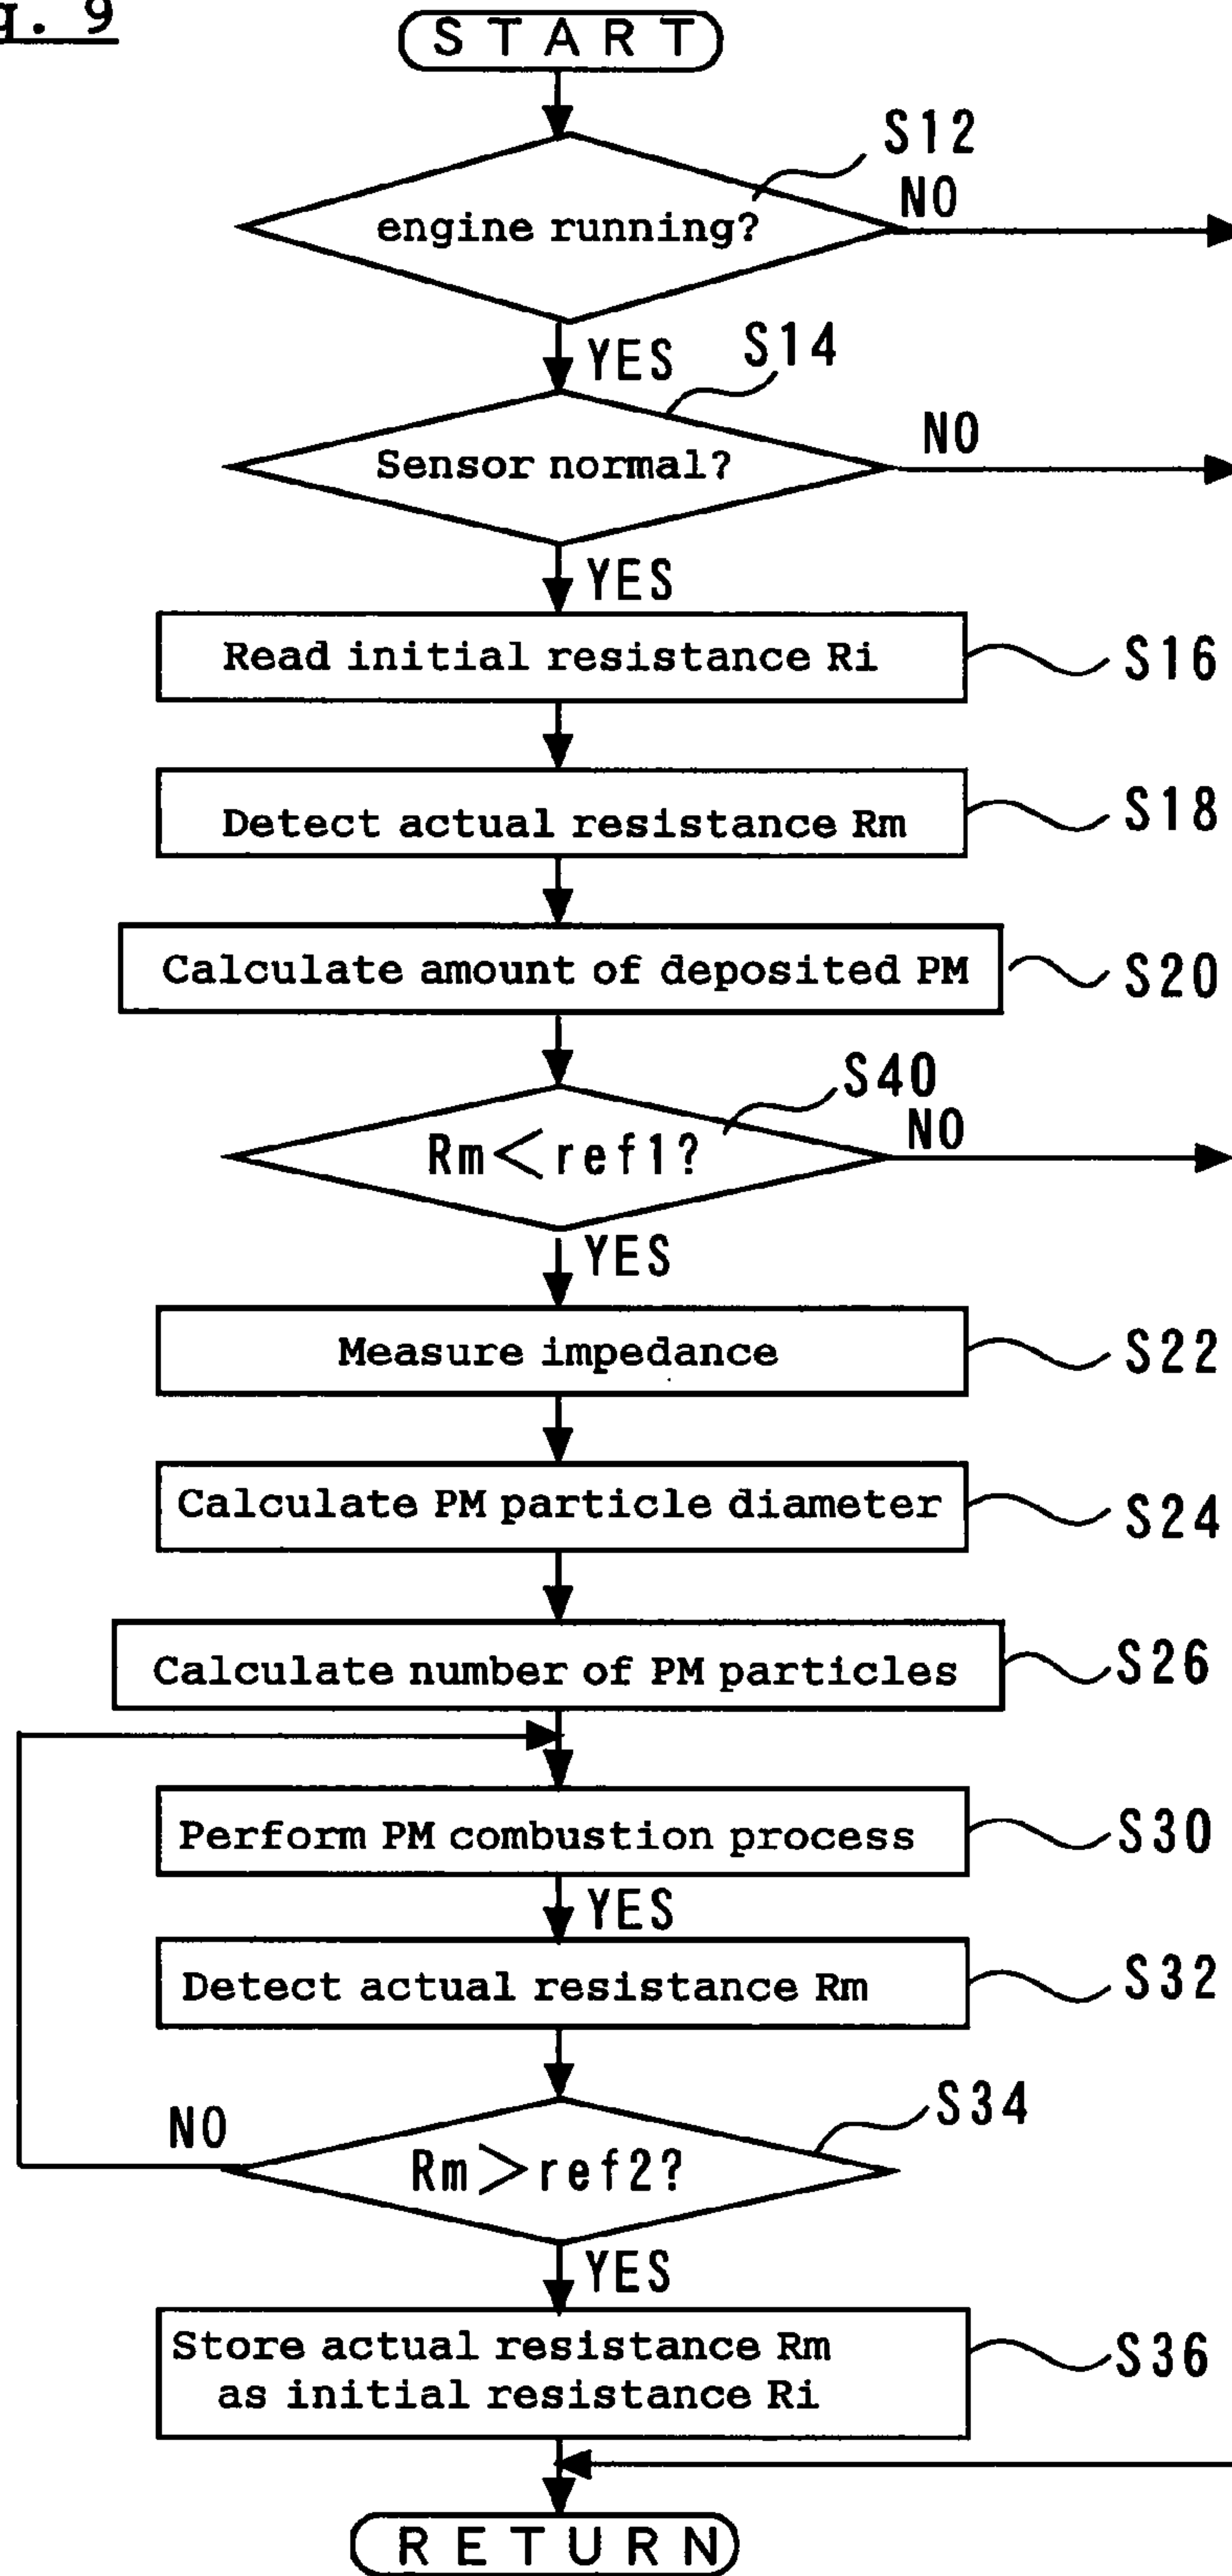 g. 9
START
S12
NO
engine running?
YES
S14
NO
Sensor normal?
YES
Read initial resistance Ri
S16
Detect actual resistance Rm
S18
Calculate amount of deposited PM
S20
S40
NO
Rm<ref1?
YES
Measure impedance
S22
Calculate PM particle diameter
S24
Calculate number of PM particles
S26
Perform PM combustion process
S30
YES
Detect actual resistance Rm
S32
S34
NO
Rm>ref2?
YES
Store actual resistance Rm
as initial resistance Ri
S36
RETURN